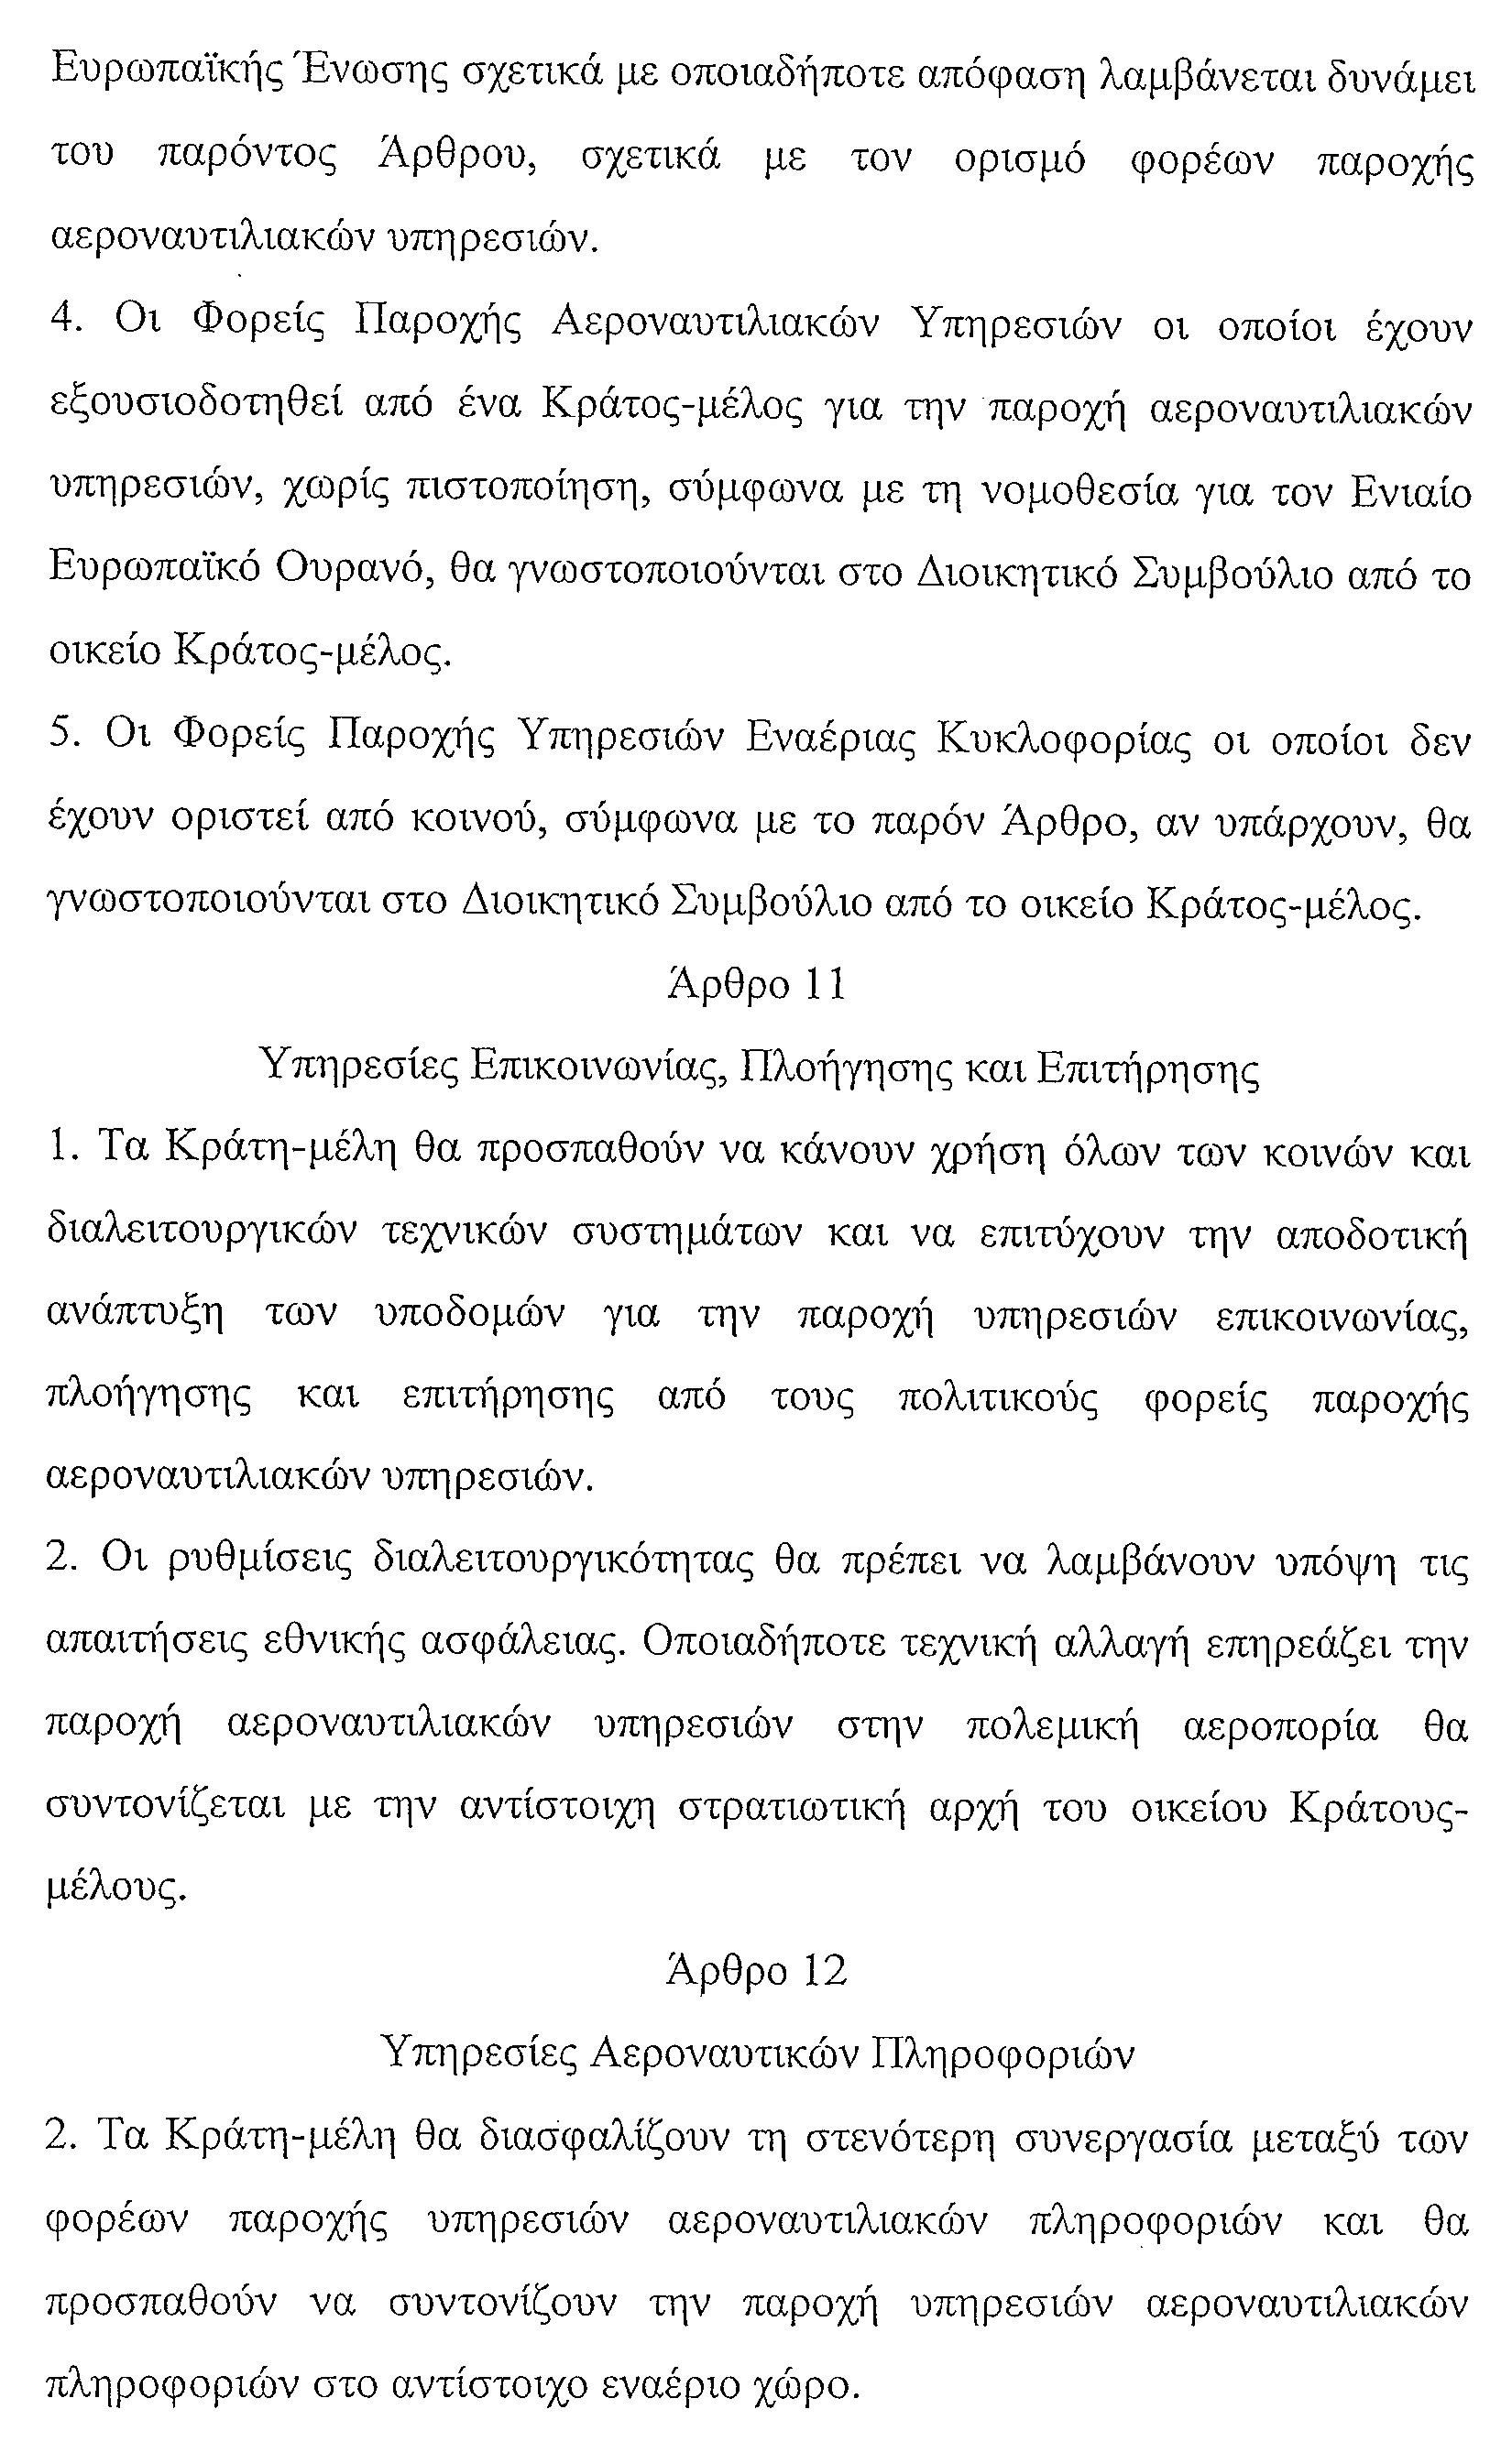 Ευρωπαϊκής Ένωσης σχετικά με οποιαδήποτε απόφαση λαμβάνεται δυνάμει
του παρόντος Άρθρου, σχετικά με τον ορισμό φορέων παροχής
αεροναυτιλιακών υπηρεσιών.
4. Οι Φορείς Παροχής Αεροναυτιλιακών Υπηρεσιών οι οποίοι έχουν
εξουσιοδοτηθεί από ένα Κράτος-μέλος για την παροχή αεροναυτιλιακών
υπηρεσιών, χωρίς πιστοποίηση, σύμφωνα με τη νομοθεσία για τον Ενιαίο
Ευρωπαϊκό Ουρανό, θα γνωστοποιούνται στο Διοικητικό Συμβούλιο από το
οικείο Κράτος-μέλος.
5. Οι Φορείς Παροχής Υπηρεσιών Εναέριας Κυκλοφορίας οι οποίοι δεν
έχουν οριστεί από κοινού, σύμφωνα με το παρόν Άρθρο, αν υπάρχουν, θα
γνωστοποιούνται στο Διοικητικό Συμβούλιο από το οικείο Κράτος-μέλος.
Άρθρο 11
Υπηρεσίες Επικοινωνίας, Πλοήγησης και Επιτήρησης
1. Τα Κράτη-μέλη θα προσπαθούν να κάνουν χρήση όλων των κοινών και
διαλειτουργικών τεχνικών συστημάτων και να επιτύχουν την αποδοτική
ανάπτυξη των υποδομών για την παροχή υπηρεσιών επικοινωνίας,
πλοήγησης και επιτήρησης από τους πολιτικούς φορείς παροχής
αεροναυτιλιακών υπηρεσιών.
2. Οι ρυθμίσεις διαλειτουργικότητας θα πρέπει να λαμβάνουν υπόψη τις
απαιτήσεις εθνικής ασφάλειας. Οποιαδήποτε τεχνική αλλαγή επηρεάζει την
παροχή αεροναυτιλιακών υπηρεσιών στην πολεμική αεροπορία θα
συντονίζεται με την αντίστοιχη στρατιωτική αρχή του οικείου Κράτους-
μέλους.
Άρθρο 12
Υπηρεσίες Αεροναυτικών Πληροφοριών
2. Τα Κράτη-μέλη θα διασφαλίζουν τη στενότερη συνεργασία μεταξύ των
φορέων παροχής υπηρεσιών αεροναυτιλιακών πληροφοριών και θα
προσπαθούν να συντονίζουν την παροχή υπηρεσιών αεροναυτιλιακών
πληροφοριών στο αντίστοιχο εναέριο χώρο.